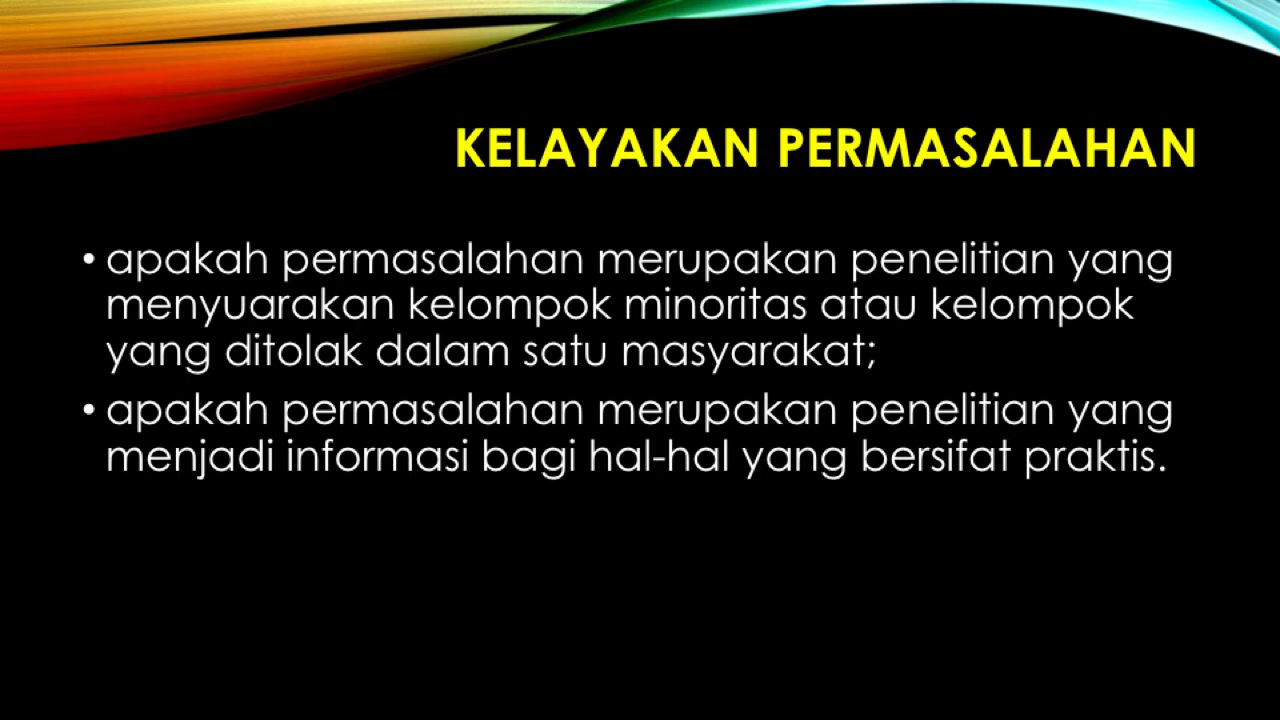 KELAYAKAN PERMASALAHAN
• apakah permasalahan merupakan penelitian yang
menyuarakan kelompok minoritas atau kelompok
yang ditolak dalam satu masyarakat;
• apakah permasalahan merupakan penelitian yang
menjadi informasi bagi hal-hal yang bersifat praktis.